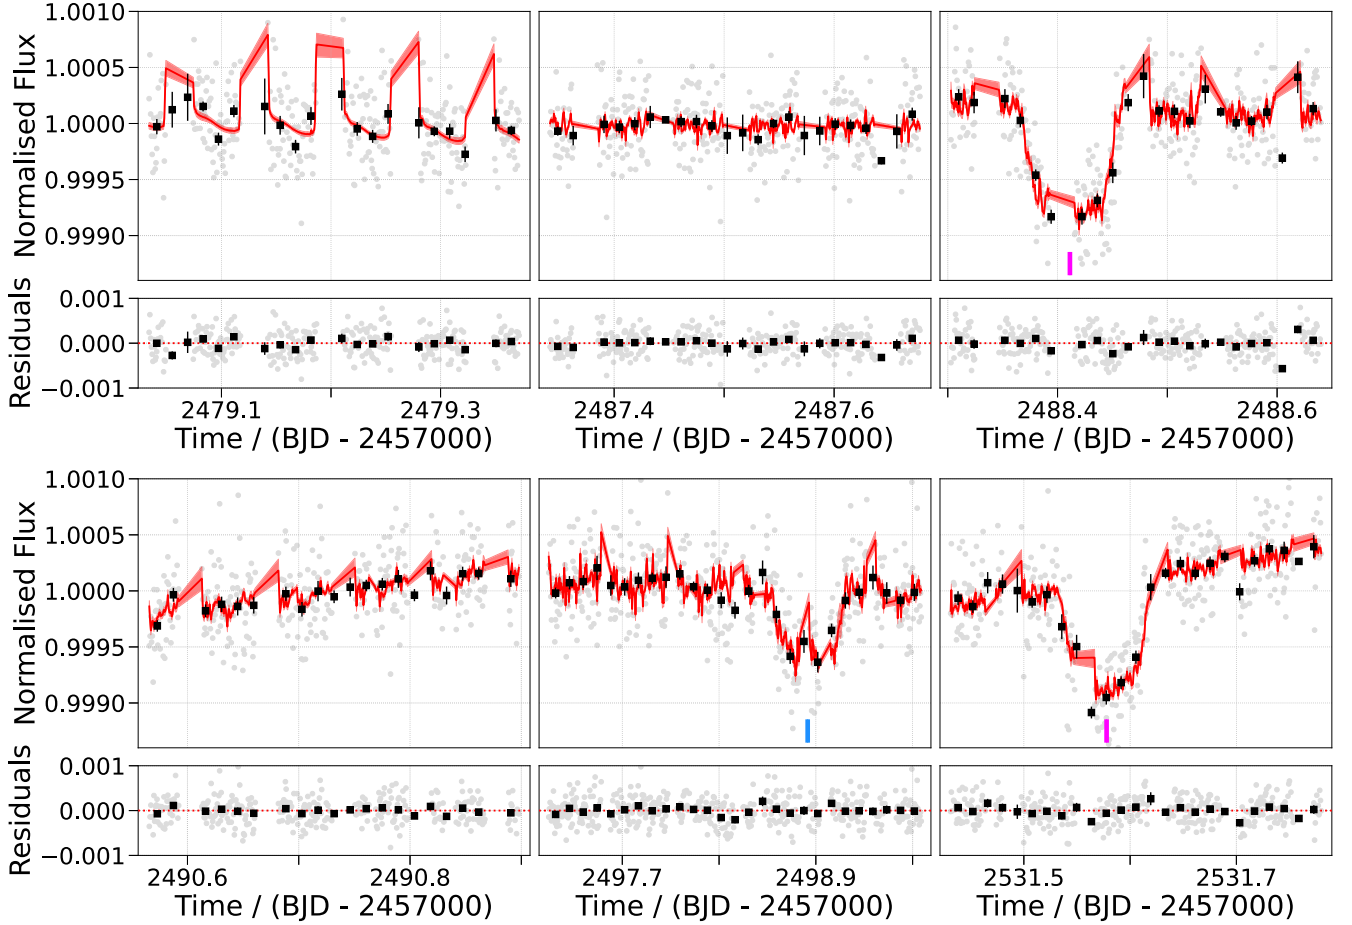 1.0010
1.0005
1.0000
0.9995
0.9990
Normalised Flux
0.001
0.000
−0.001
Residuals
2479.1 2479.3 2487.4 2487.6 2488.4 2488.6
Time / (BJD - 2457000) Time / (BJD - 2457000) Time / (BJD - 2457000)
1.0010
1.0005
1.0000
0.9995
0.9990
Normalised Flux
0.001
0.000
−0.001
Residuals
2490.6 2490.8 2497.7 2498.9 2531.5 2531.7
Time / (BJD - 2457000) Time / (BJD - 2457000) Time / (BJD - 2457000)